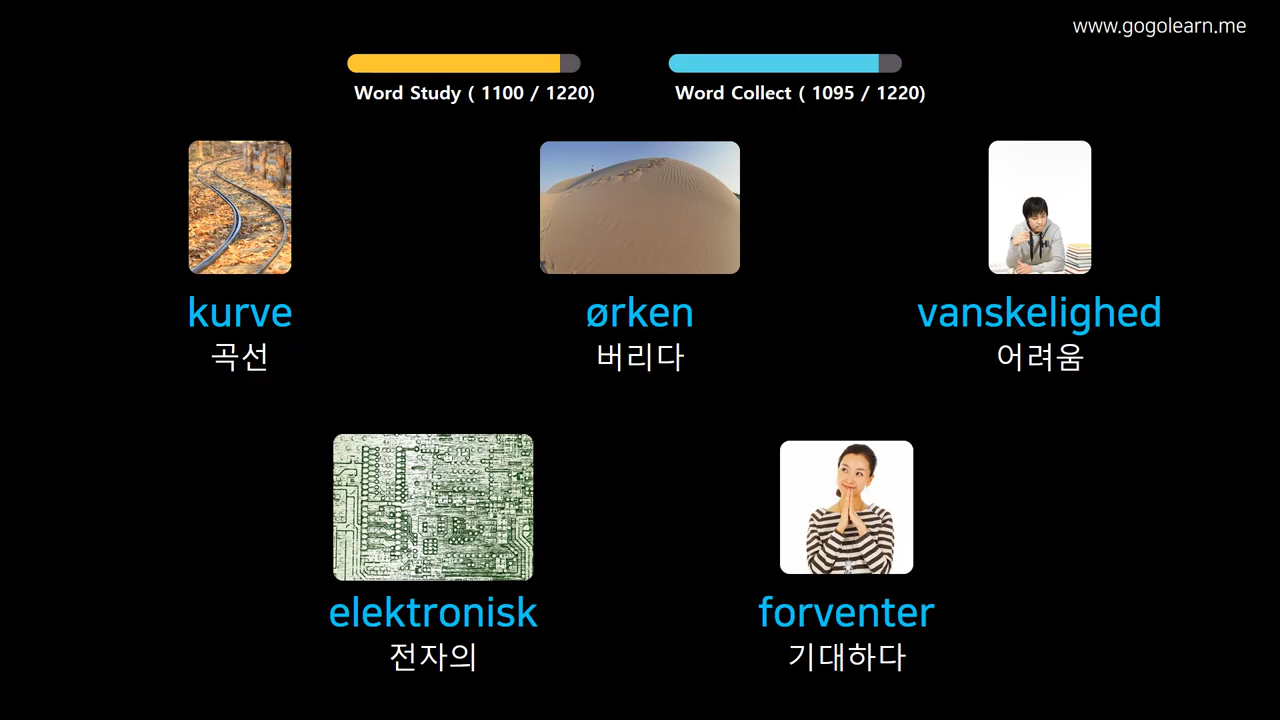 www.gogolearn.me
Word Study ( 1100 / 1220)
Word Collect ( 1095 / 1220)
kurve
곡선
ørken
버리다
vanskelighed
어려움
elektronisk
전자의
forventer
기대하다